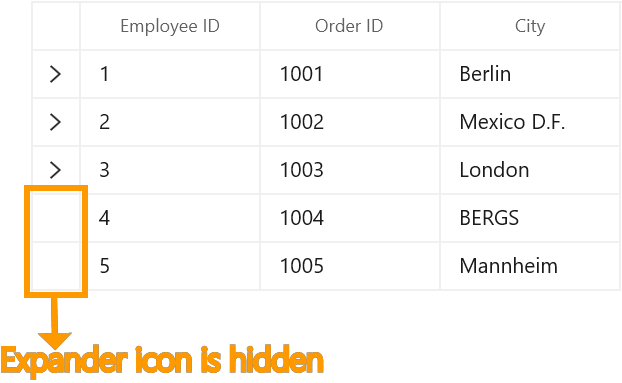 Employee ID Order ID City
1 1001 Berlin
2 1002 Mexico D.F.
3 1003 London
4 1004 BERGS
5 1005 Mannheim
Expander icon is hidden